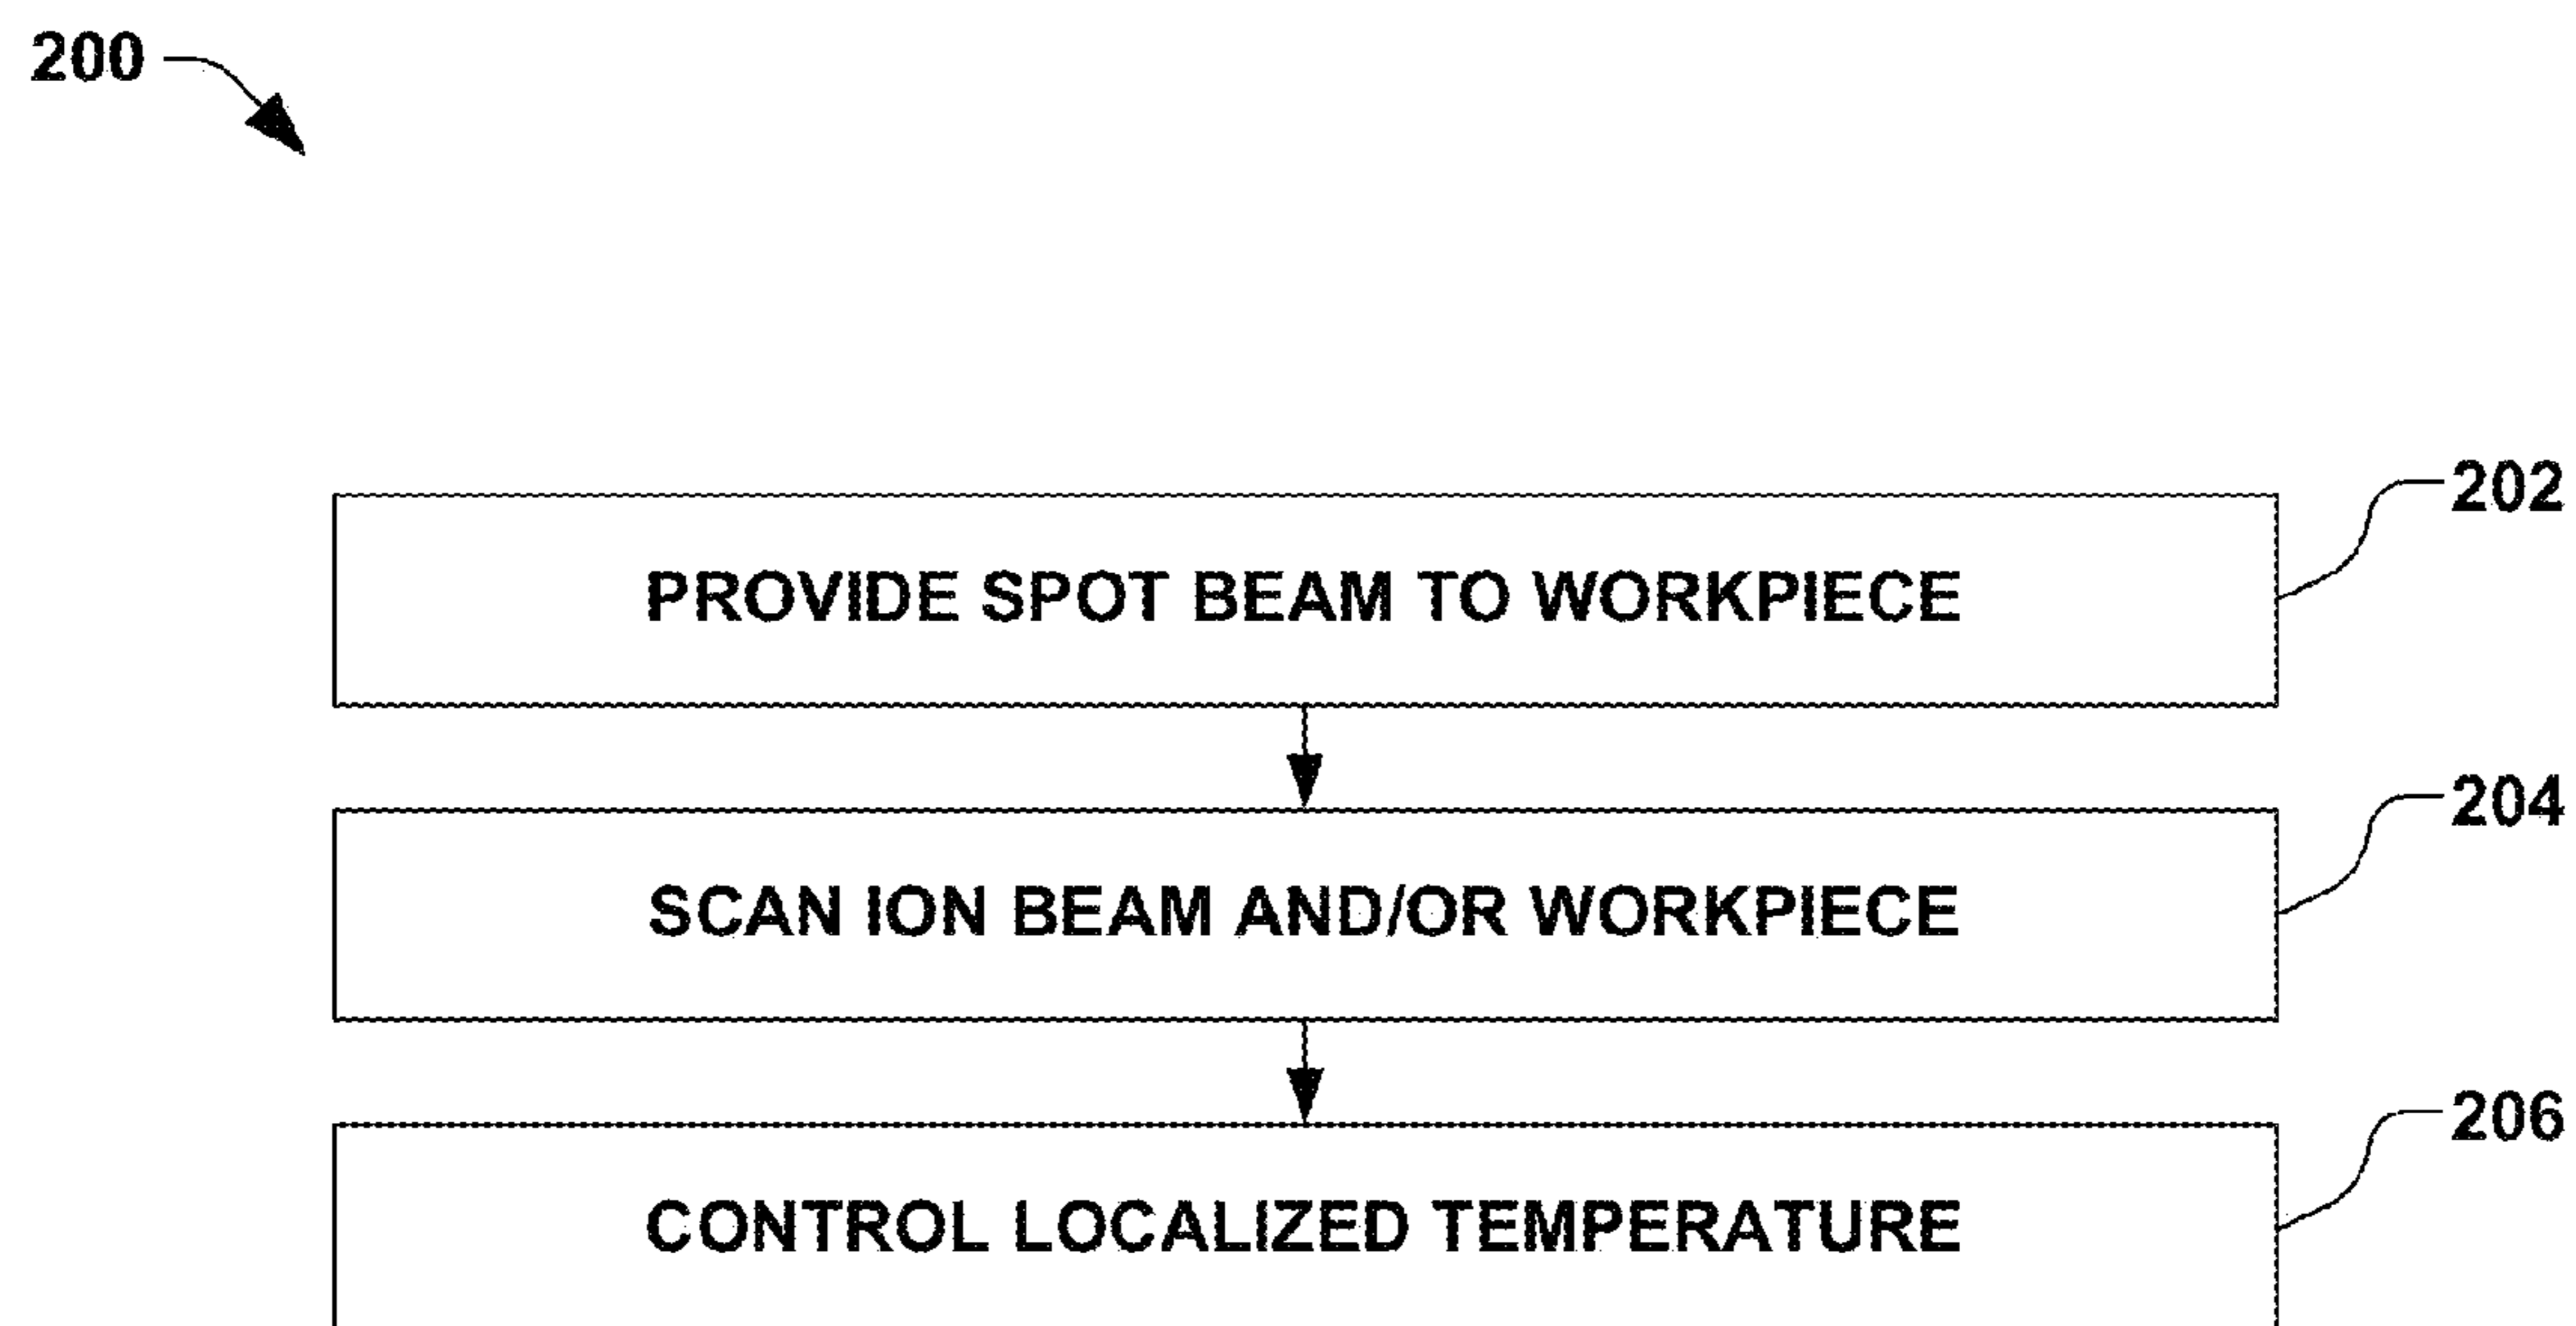 200
202
PROVIDE SPOT BEAM TO WORKPIECE
204
SCAN ION BEAM AND/OR WORKPIECE
206
CONTROL LOCALIZED TEMPERATURE